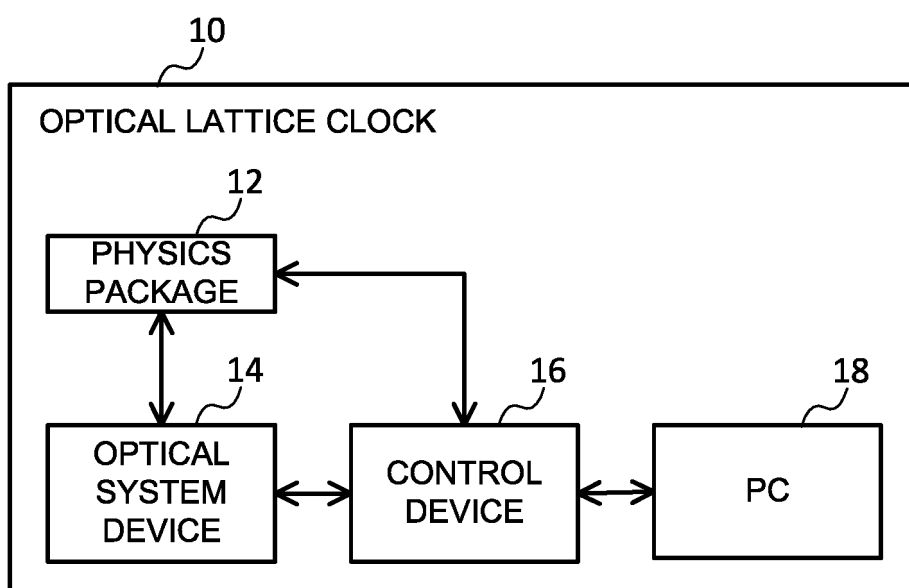 10
OPTICAL LATTICE CLOCK
12
PHYSICS
PACKAGE
14
OPTICAL
SYSTEM
DEVICE
16
CONTROL
DEVICE
18
PC